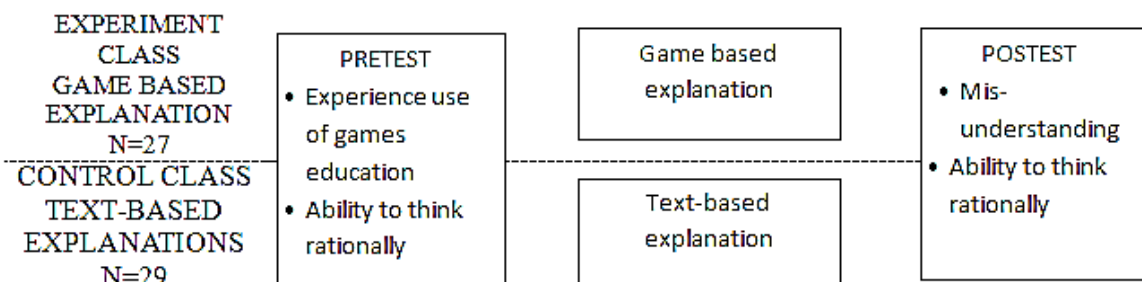 EXPERIMENT
CLASS
GAME BASED
EXPLANATION
N=27
CONTROL CLASS
TEXT-BASED
EXPLANATIONS
N=29
PRETEST
• Experience use
of games
education
• Ability to think
rationally
Game based
explanation
Text-based
explanation
POSTEST
• Mis-
understanding
• Ability to think
rationally